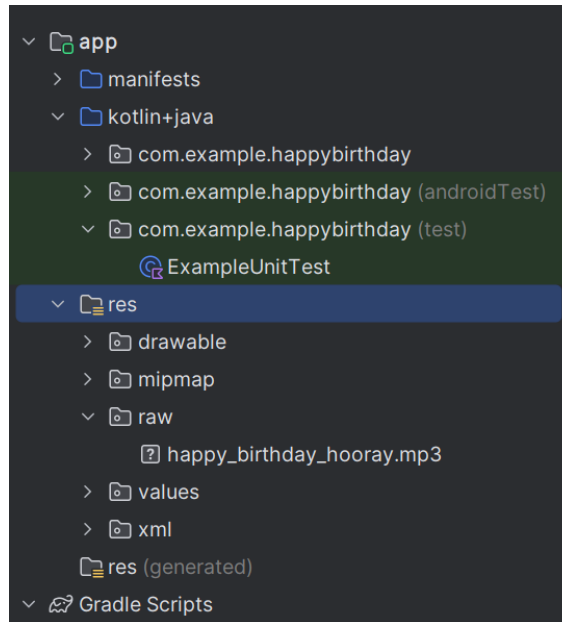 app
manifests
kotlin+java
com.example.happybirthday
com.example.happybirthday (androidTest)
com.example.happybirthday (test)
ExampleUnitTest
res
drawable
mipmap
raw
happy_birthday_hooray.mp3
values
xml
res (generated)
Gradle Scripts